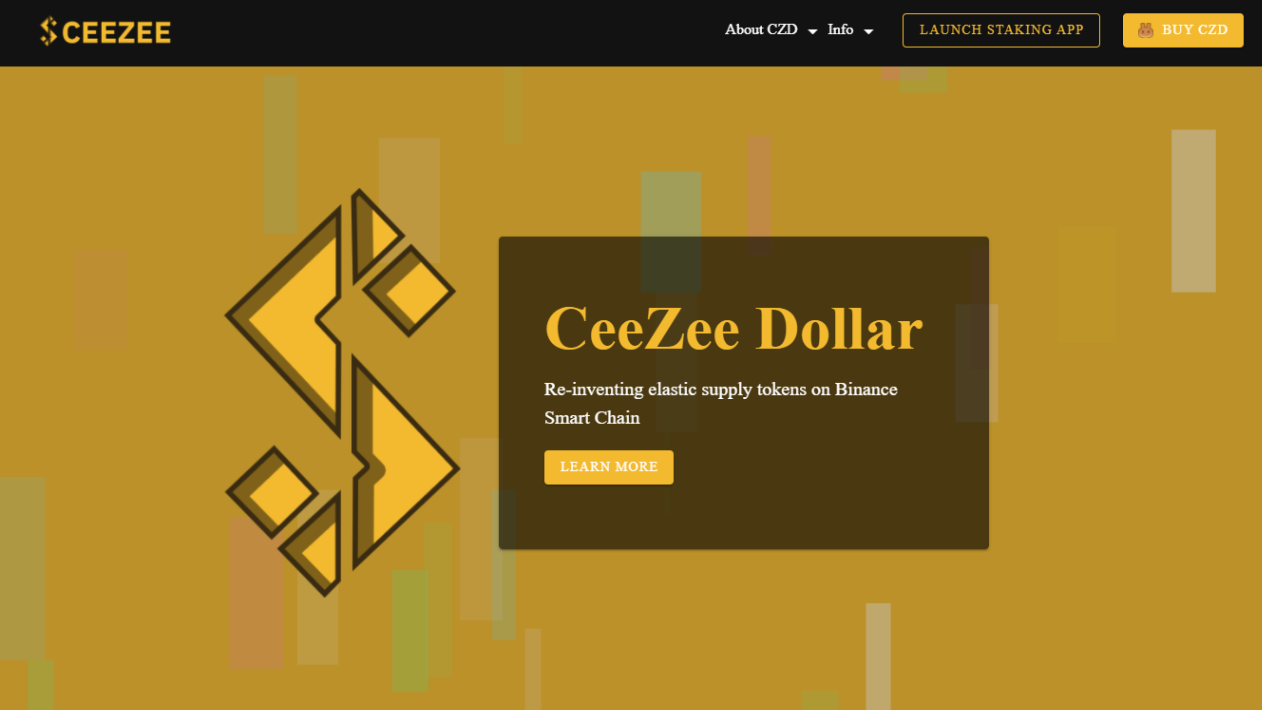 $CEEZEE
About CZD
Info
LAUNCH STAKING APP
BUY CZD
CeeZee Dollar
Re-inventing elastic supply tokens on Binance
Smart Chain
LEARN MORE